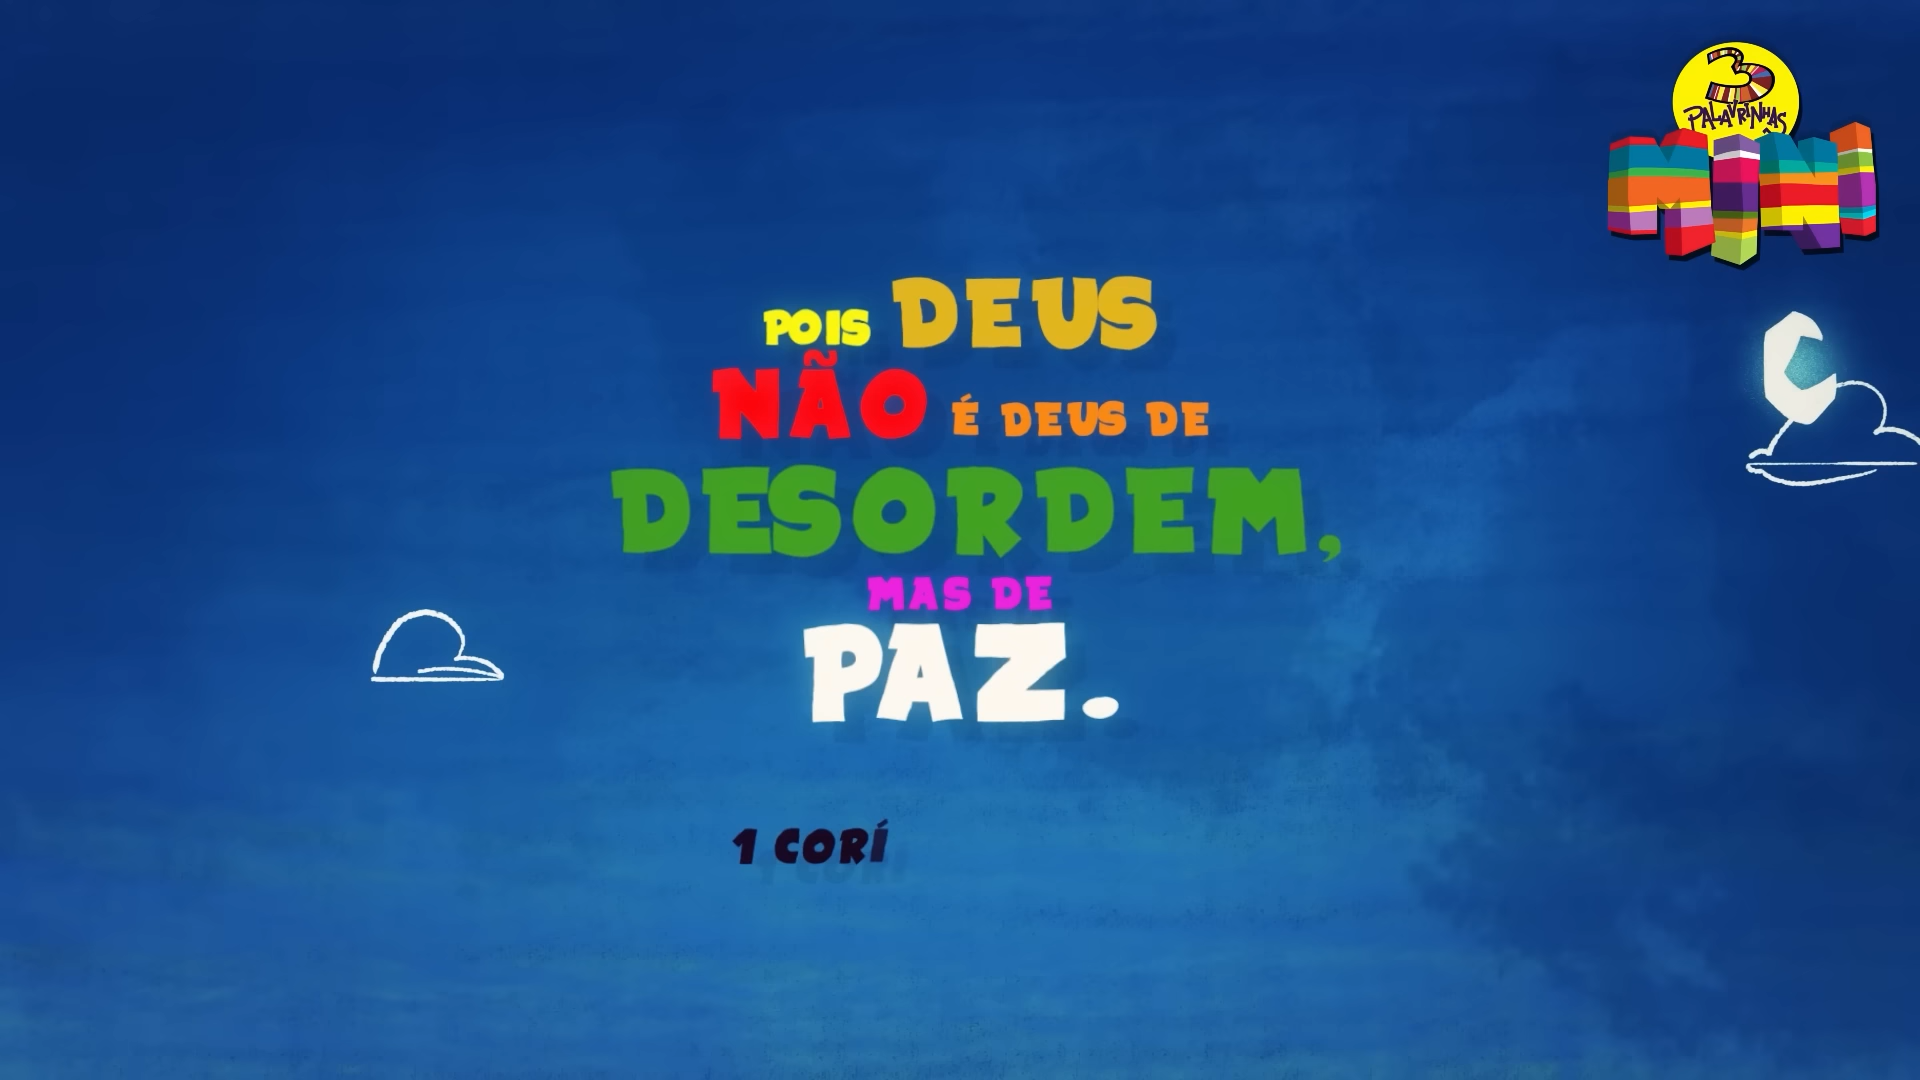 3
PALAVRINHAS
MINI
POIS DEUS
NÃO É DEUS DE
DESORDEM,
MAS DE
PAZ.
1 CORÍ